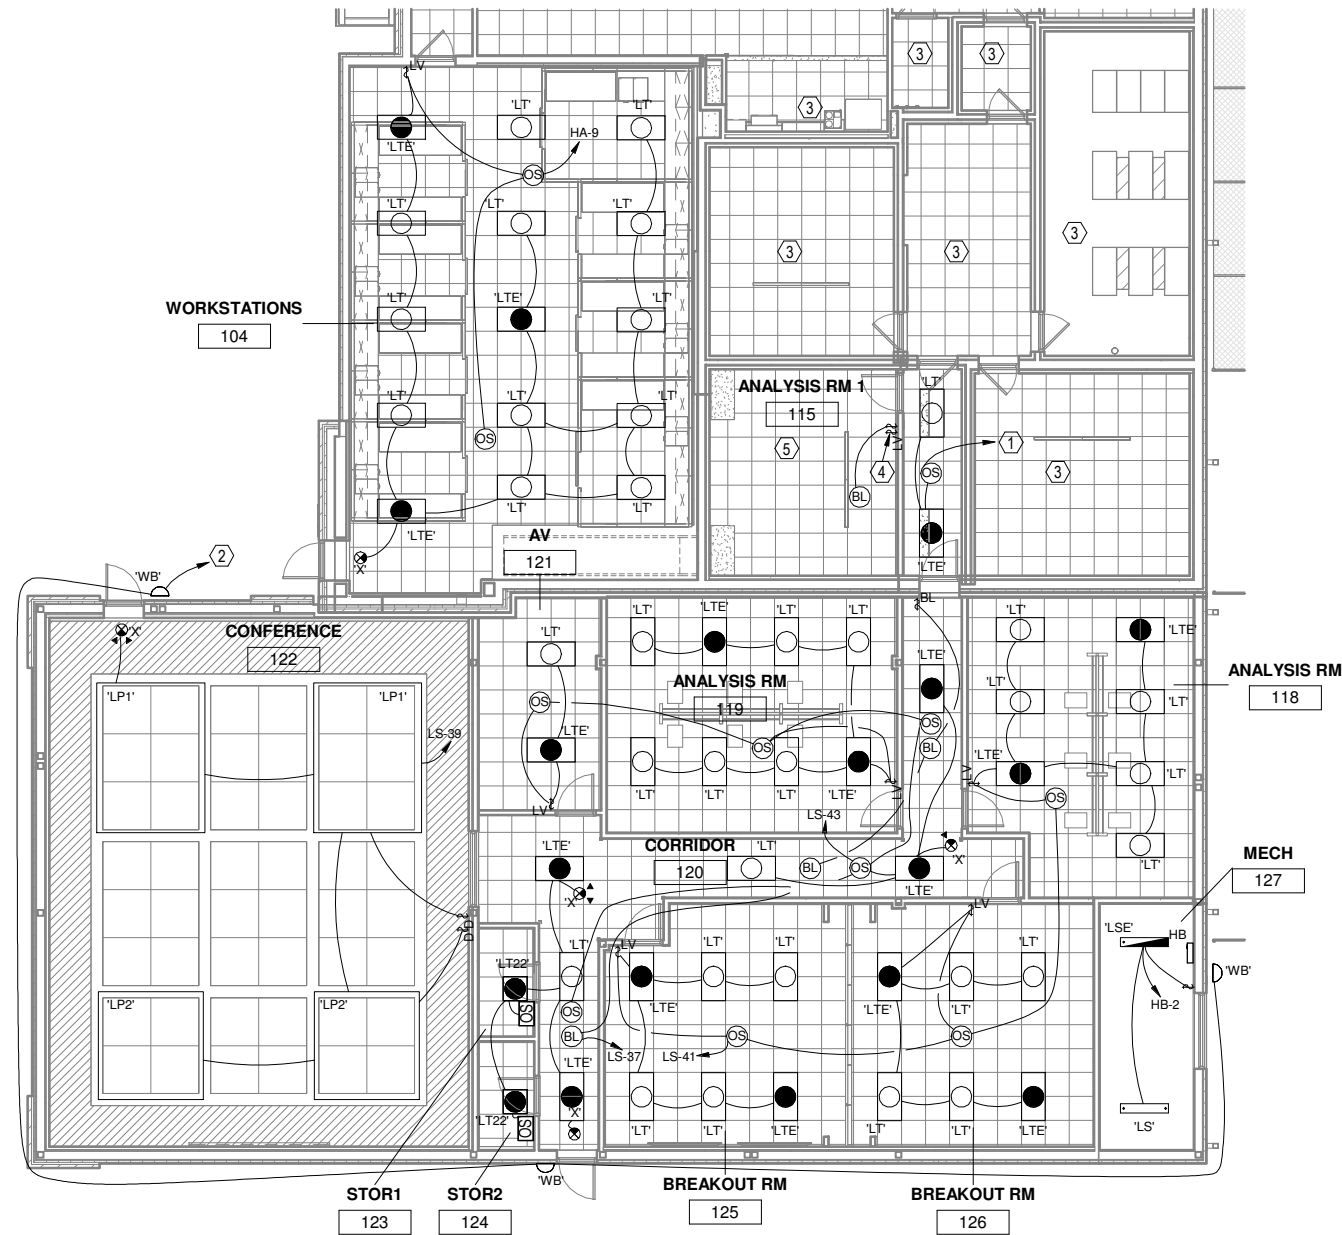 3
3
3
LV
'LT'
'LT'
'LTE'
HA-9
OS
'LT'
'LT'
'LT'
3
3
3
WORKSTATIONS
104
'LT'
'LTE'
'LT'
'LT'
'LT'
'LT'
OS
'LTE'
'LT'
'LT'
'X'
ANALYSIS RM 1
115
5
4
LV
BL
'LT'
OS
1
'LTE'
3
AV
121
2
'WB'
'X'
CONFERENCE
122
'LP1'
'LP1'
LS-39
'LP2'
'LP2'
D
D
'LT'
OS
'LTE'
LV
'LT'
'LTE'
'LT'
'LT'
ANALYSIS RM
119
OS
'LT'
'LT'
'LT'
'LTE'
LV
BL
'LTE'
OS
BL
LV
'LT'
'LTE'
'LT'
'LT'
'LTE'
'LT'
OS
'LT'
ANALYSIS RM
118
LS-43
CORRIDOR
120
'LTE'
'X'
'LT'
BL
OS
'LTE'
'X'
MECH
127
'LSE'
HB
'WB'
HB-2
'LS'
'LT22'
OS
'LT'
OS
BL
LS-37
'LTE'
'X'
'LT22'
OS
LV
'LTE'
'LT'
'LT'
LS-41
OS
'LT'
'LT'
'LTE'
LV
'LTE'
'LT'
'LT'
OS
'LT'
'LT'
'LTE'
'WB'
STOR1
123
STOR2
124
BREAKOUT RM
125
BREAKOUT RM
126